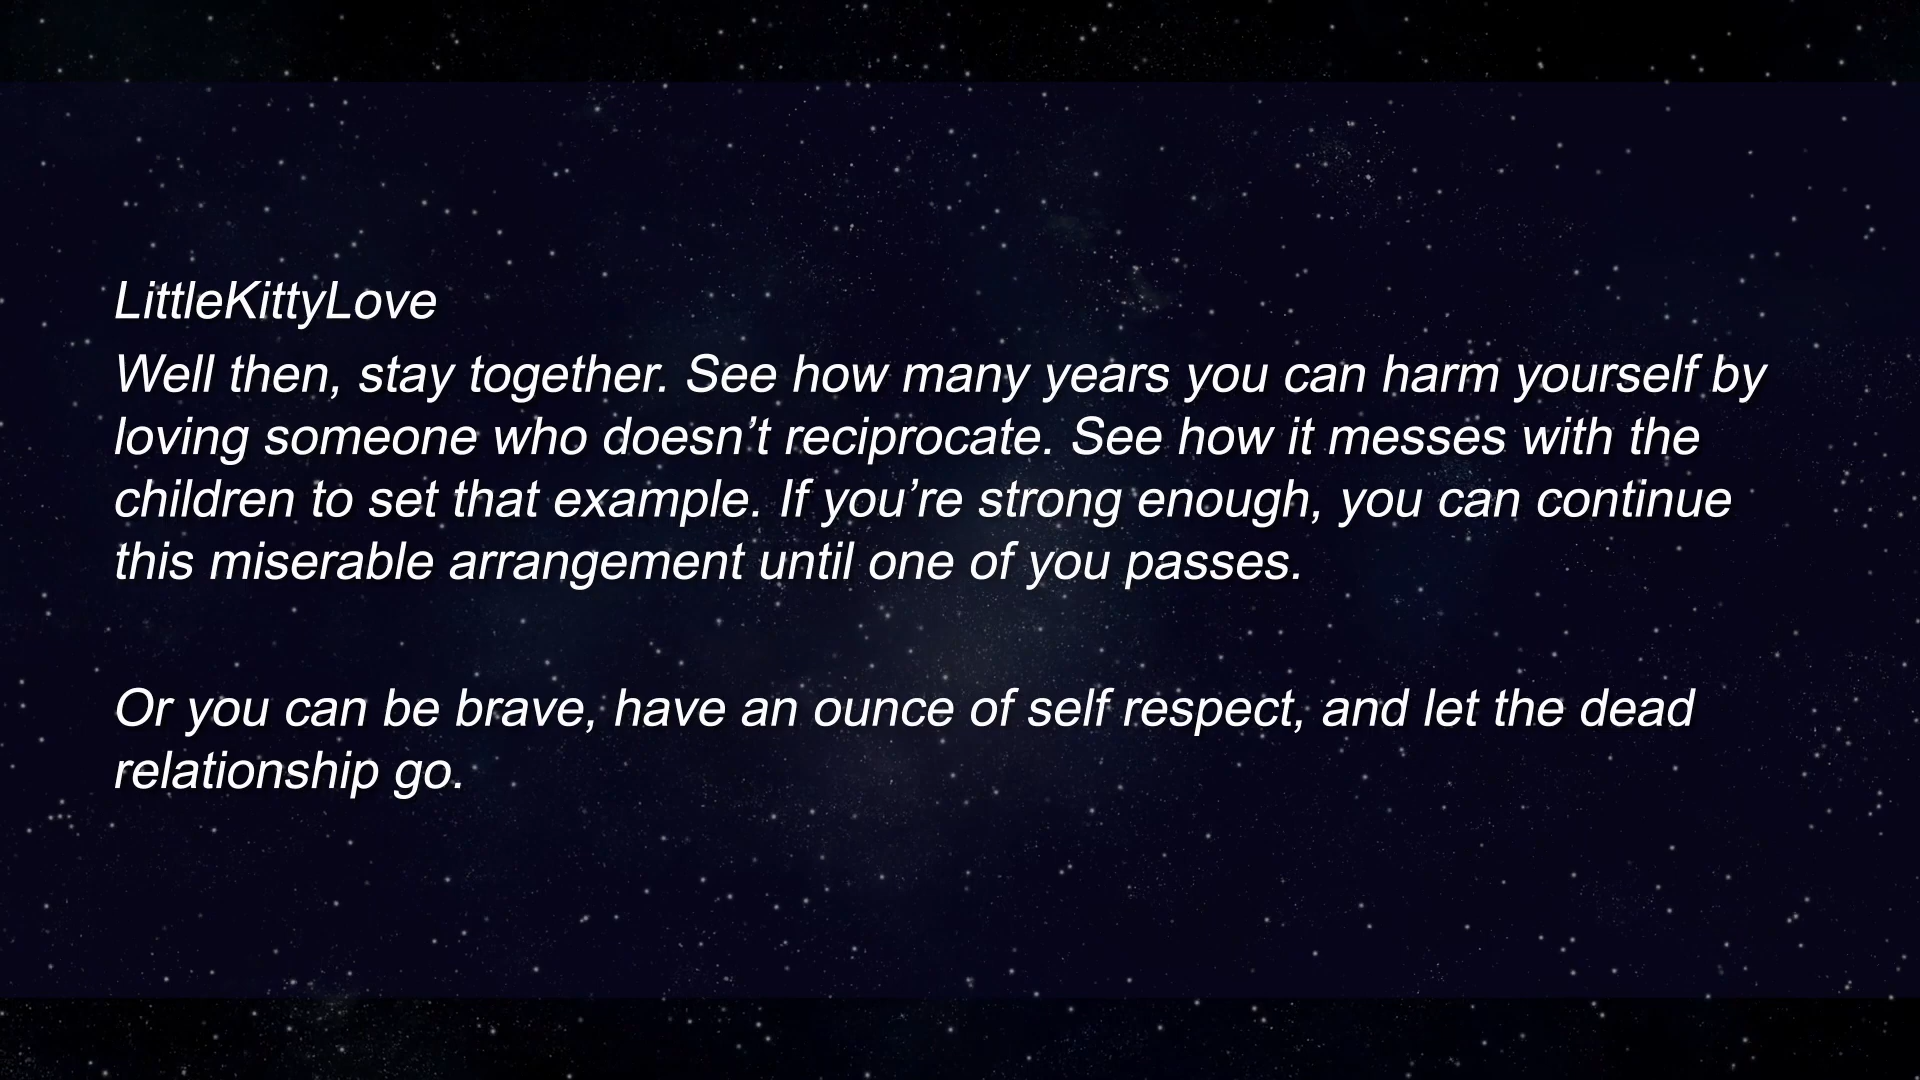 LittleKittyLove
Well then, stay together. See how many years you can harm yourself by
loving someone who doesn’t reciprocate. See how it messes with the
children to set that example. If you’re strong enough, you can continue
this miserable arrangement until one of you passes.
Or you can be brave, have an ounce of self respect, and let the dead
relationship go.